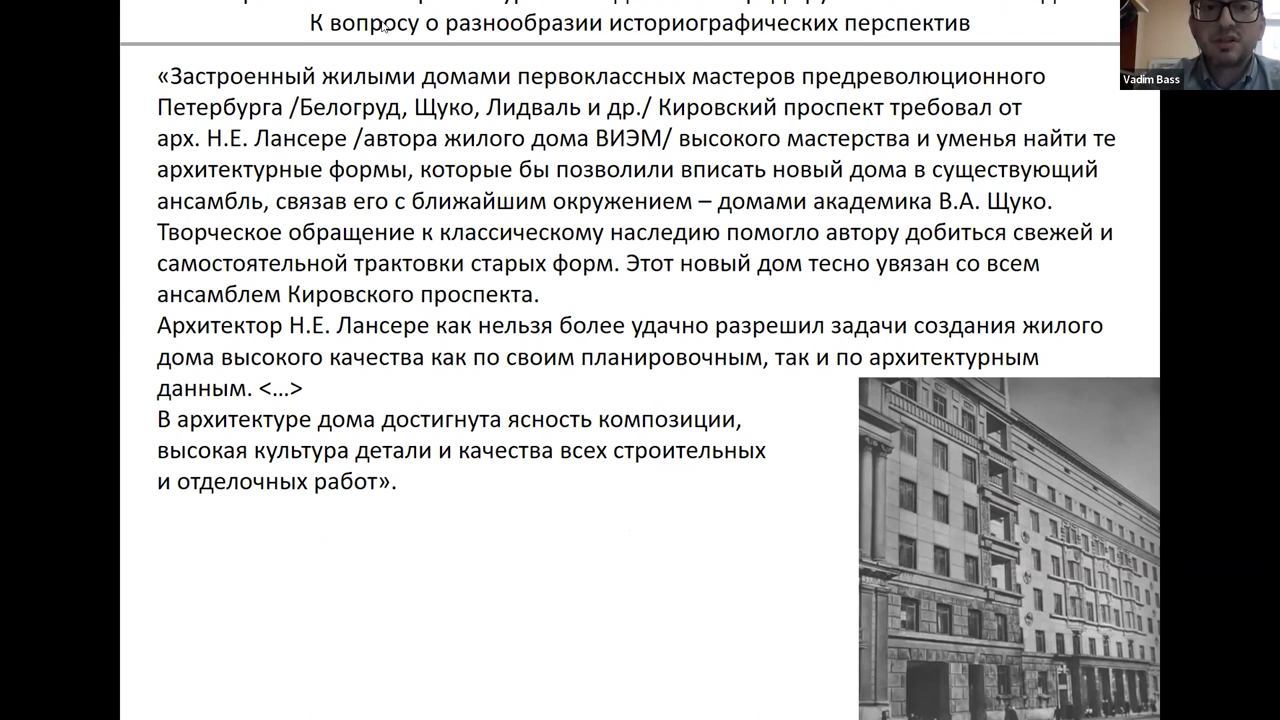 К вопросу о разнообразии историографических перспектив
Vadim Bass
«Застроенный жилыми домами первоклассных мастеров предреволюционного
Петербурга /Белогруд, Щуко, Лидваль и др./ Кировский проспект требовал от
арх. Н.Е. Лансере /автора жилого дома ВИЭМ/ высокого мастерства и уменья найти те
архитектурные формы, которые бы позволили вписать новый дома в существующий
ансамбль, связав его с ближайшим окружением – домами академика В.А. Щуко.
Творческое обращение к классическому наследию помогло автору добиться свежей и
самостоятельной трактовки старых форм. Этот новый дом тесно увязан со всем
ансамблем Кировского проспекта.
Архитектор Н.Е. Лансере как нельзя более удачно разрешил задачи создания жилого
дома высокого качества как по своим планировочным, так и по архитектурным
данным. <…>
В архитектуре дома достигнута ясность композиции,
высокая культура детали и качества всех строительных
и отделочных работ».